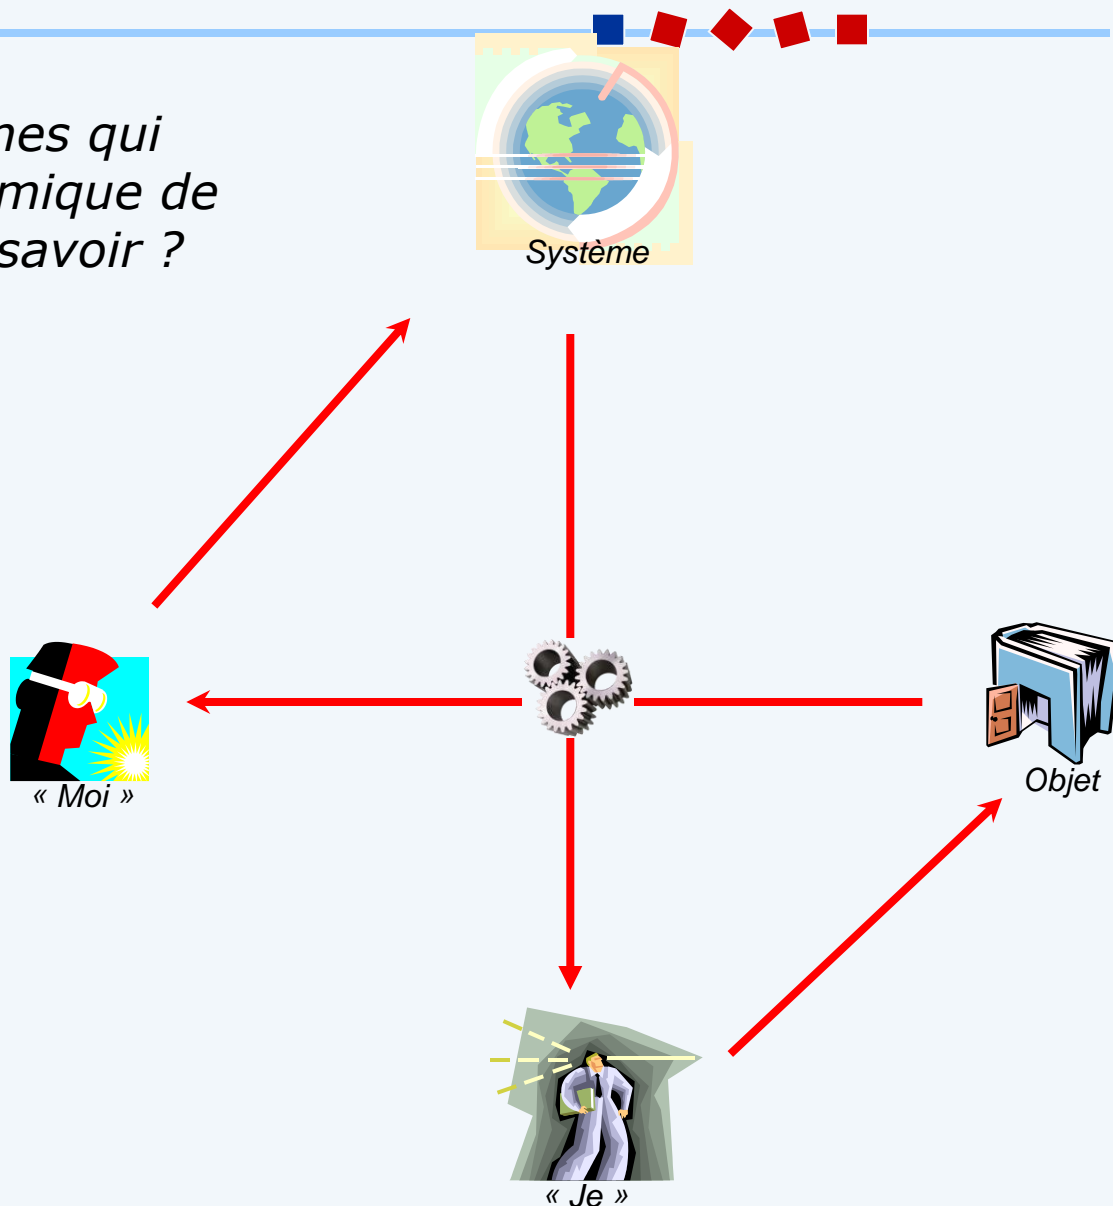 nes qui
mique de
savoir ?
Système
« Moi »
Objet
« Je »